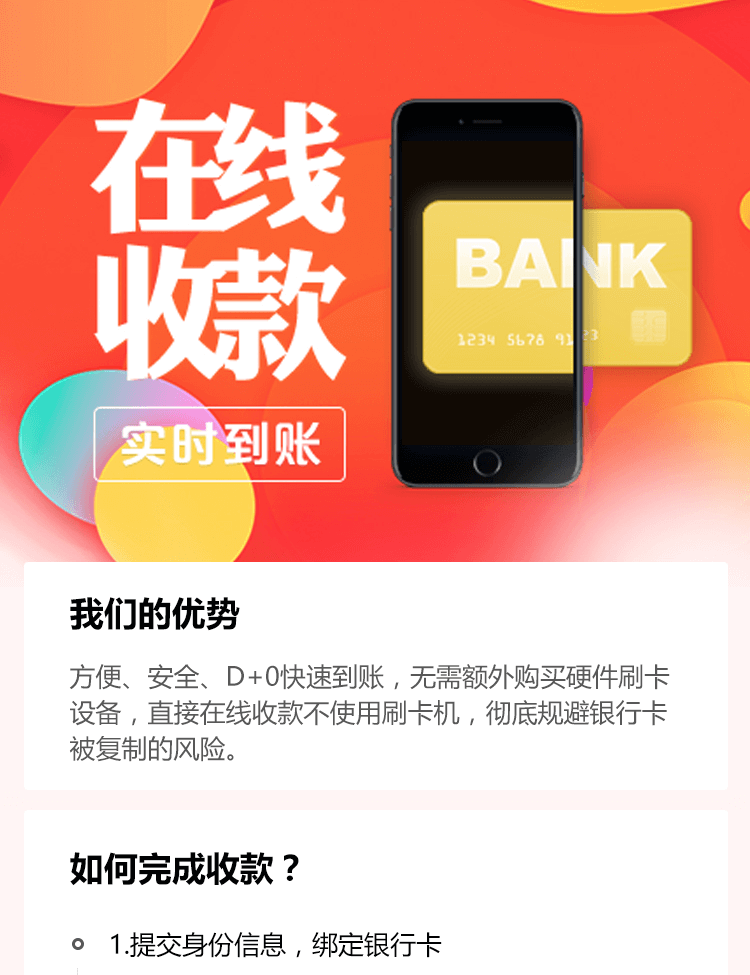 在线
收款
实时到账
BANK
1234 5678 9123
我们的优势
方便、安全、D+0快速到账，无需额外购买硬件刷卡
设备，直接在线收款不使用刷卡机，彻底规避银行卡
被复制的风险。
如何完成收款？
1.提交身份信息，绑定银行卡